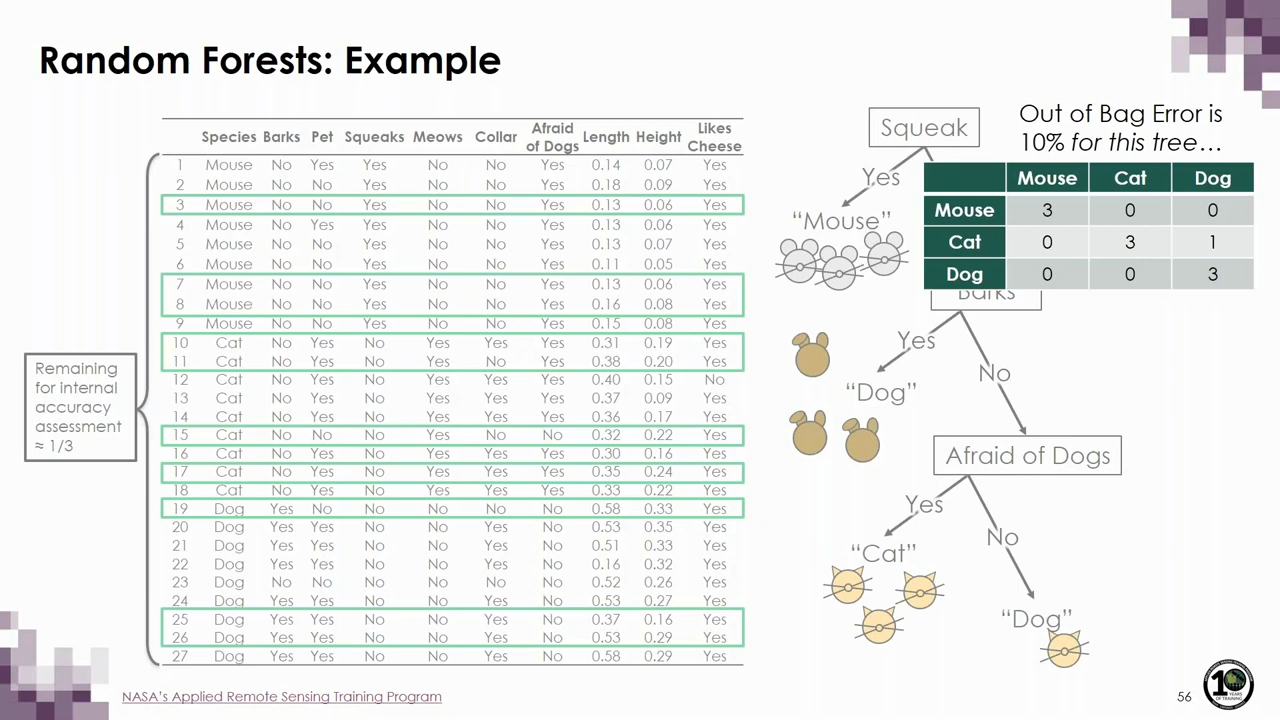 Random Forests: Example
Species Barks Pet Squeaks Meows Collar Afraid of Dogs Length Height Likes Cheese
1 Mouse No Yes Yes No No Yes 0.14 0.07 Yes
2 Mouse No No Yes No No Yes 0.18 0.09 Yes
3 Mouse No No Yes No No Yes 0.13 0.06 Yes
4 Mouse No Yes Yes No No Yes 0.13 0.06 Yes
5 Mouse No No Yes No No Yes 0.13 0.07 Yes
6 Mouse No No Yes No No Yes 0.11 0.05 Yes
7 Mouse No No Yes No No Yes 0.13 0.06 Yes
8 Mouse No No Yes No No Yes 0.16 0.08 Yes
9 Mouse No No Yes No No Yes 0.15 0.08 Yes
10 Cat No Yes No Yes Yes Yes 0.31 0.19 Yes
11 Cat No Yes No Yes No Yes 0.38 0.20 Yes
12 Cat No Yes No Yes Yes Yes 0.40 0.15 No
13 Cat No Yes No Yes Yes Yes 0.37 0.09 Yes
14 Cat No Yes No Yes Yes Yes 0.36 0.17 Yes
15 Cat No No No Yes No No 0.32 0.22 Yes
16 Cat No Yes No Yes Yes Yes 0.30 0.16 Yes
17 Cat No Yes No Yes Yes Yes 0.35 0.24 Yes
18 Cat No Yes No Yes Yes Yes 0.33 0.22 Yes
19 Dog Yes No No No No No 0.58 0.33 Yes
20 Dog Yes Yes No No Yes No 0.53 0.35 Yes
21 Dog Yes Yes No No Yes No 0.51 0.33 Yes
22 Dog Yes Yes No No Yes No 0.16 0.32 Yes
23 Dog No No No No No No 0.52 0.26 Yes
24 Dog Yes Yes No No Yes No 0.53 0.27 Yes
25 Dog Yes Yes No No Yes No 0.37 0.16 Yes
26 Dog Yes Yes No No Yes No 0.53 0.29 Yes
27 Dog Yes Yes No No Yes No 0.58 0.29 Yes
Remaining
for internal
accuracy
assessment
≈ 1/3
Squeak
Out of Bag Error is
10% for this tree…
Yes
"Mouse"
Mouse Cat Dog
Mouse 3 0 0
Cat 0 3 1
Dog 0 0 3
Barks
Yes
No
"Dog"
Afraid of Dogs
Yes
No
"Cat"
"Dog"
NASA's Applied Remote Sensing Training Program
56
10
YEARS
OF TRAINING